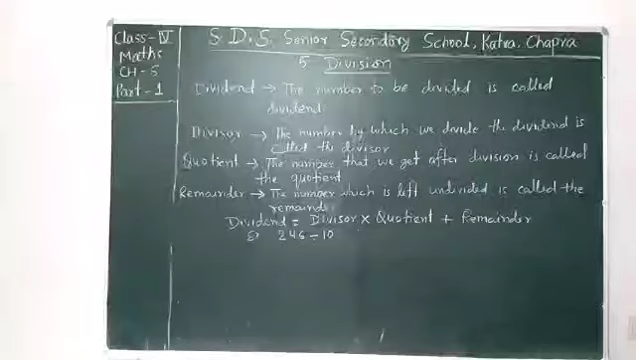 Class-IV
Maths
CH-5
Part-1
S. D. S. Senior Secondary School, Katra, Chapra
5 Division
Dividend → The number to be divided is called
dividend.
Divisor → The number by which we divide the dividend is
called the divisor
Quotient → The number that we get after division is called
the quotient
Remainder → The number which is left undivided is called the
remainder
Dividend = Divisor × Quotient + Remainder
246 ÷ 10